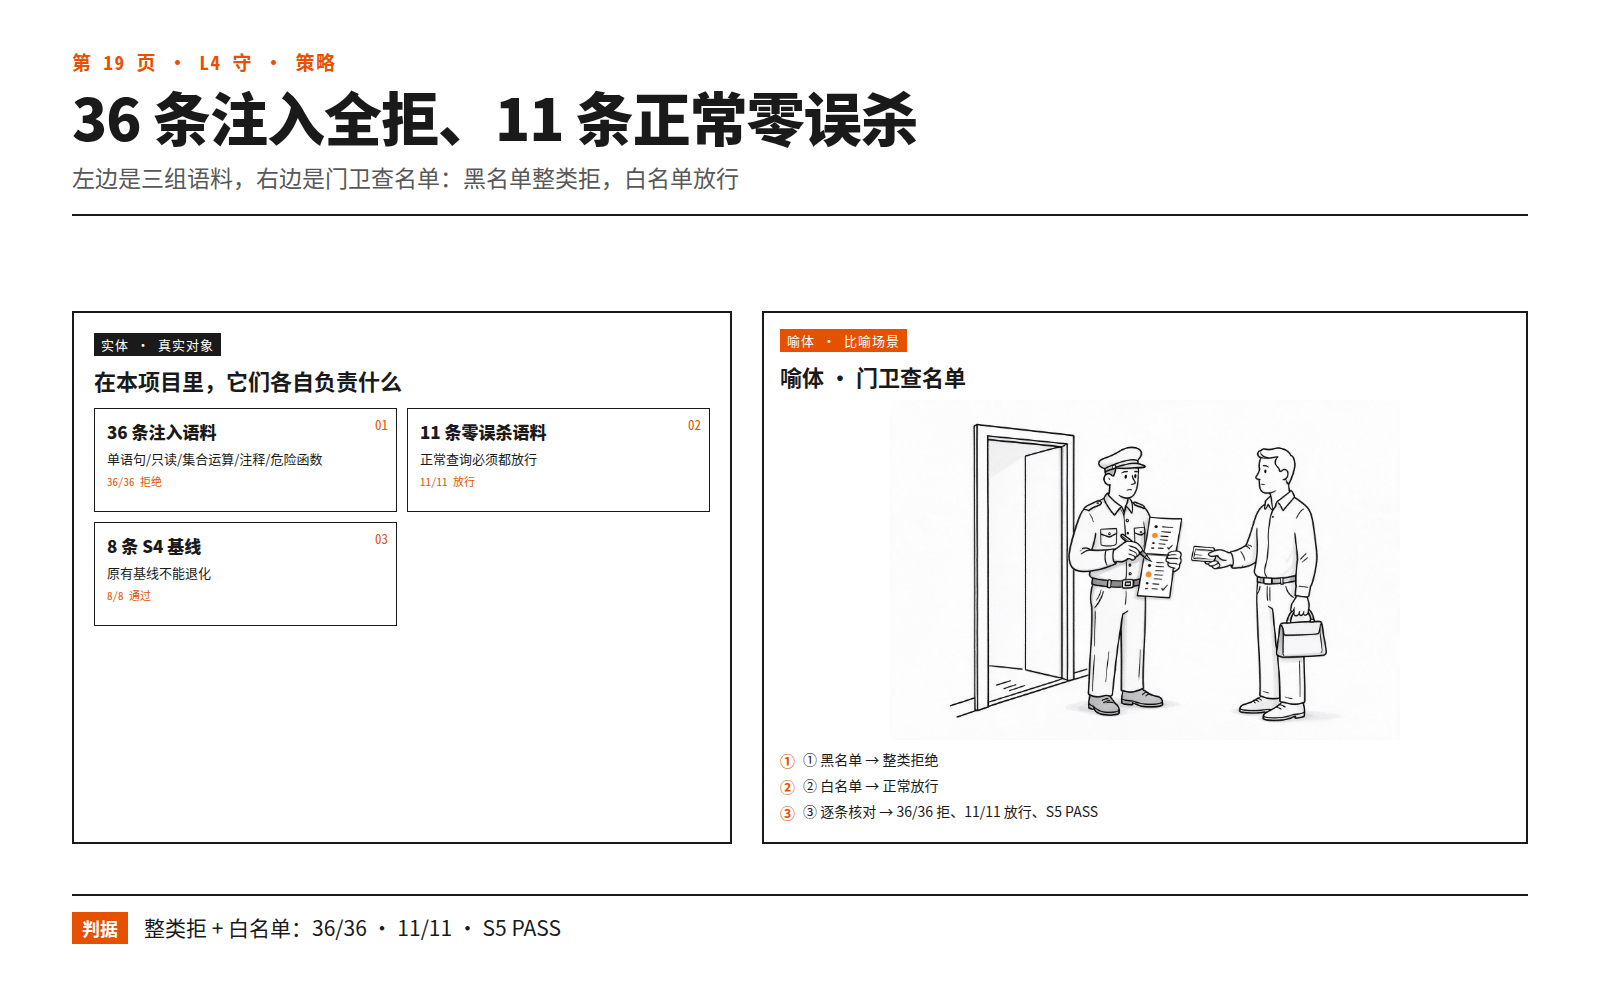 第 19 页 · L4 守 · 策略
36 条注入全拒、11 条正常零误杀
左边是三组语料，右边是门卫查名单：黑名单整类拒，白名单放行
实体 · 真实对象
在本项目里，它们各自负责什么
36 条注入语料
01
单语句/只读/集合运算/注释/危险函数
36/36 拒绝
11 条零误杀语料
02
正常查询必须都放行
11/11 放行
8 条 S4 基线
03
原有基线不能退化
8/8 通过
喻体 · 比喻场景
喻体 · 门卫查名单
① ① 黑名单 → 整类拒绝
② ② 白名单 → 正常放行
③ ③ 逐条核对 → 36/36 拒、11/11 放行、S5 PASS
判据 整类拒 + 白名单：36/36 · 11/11 · S5 PASS